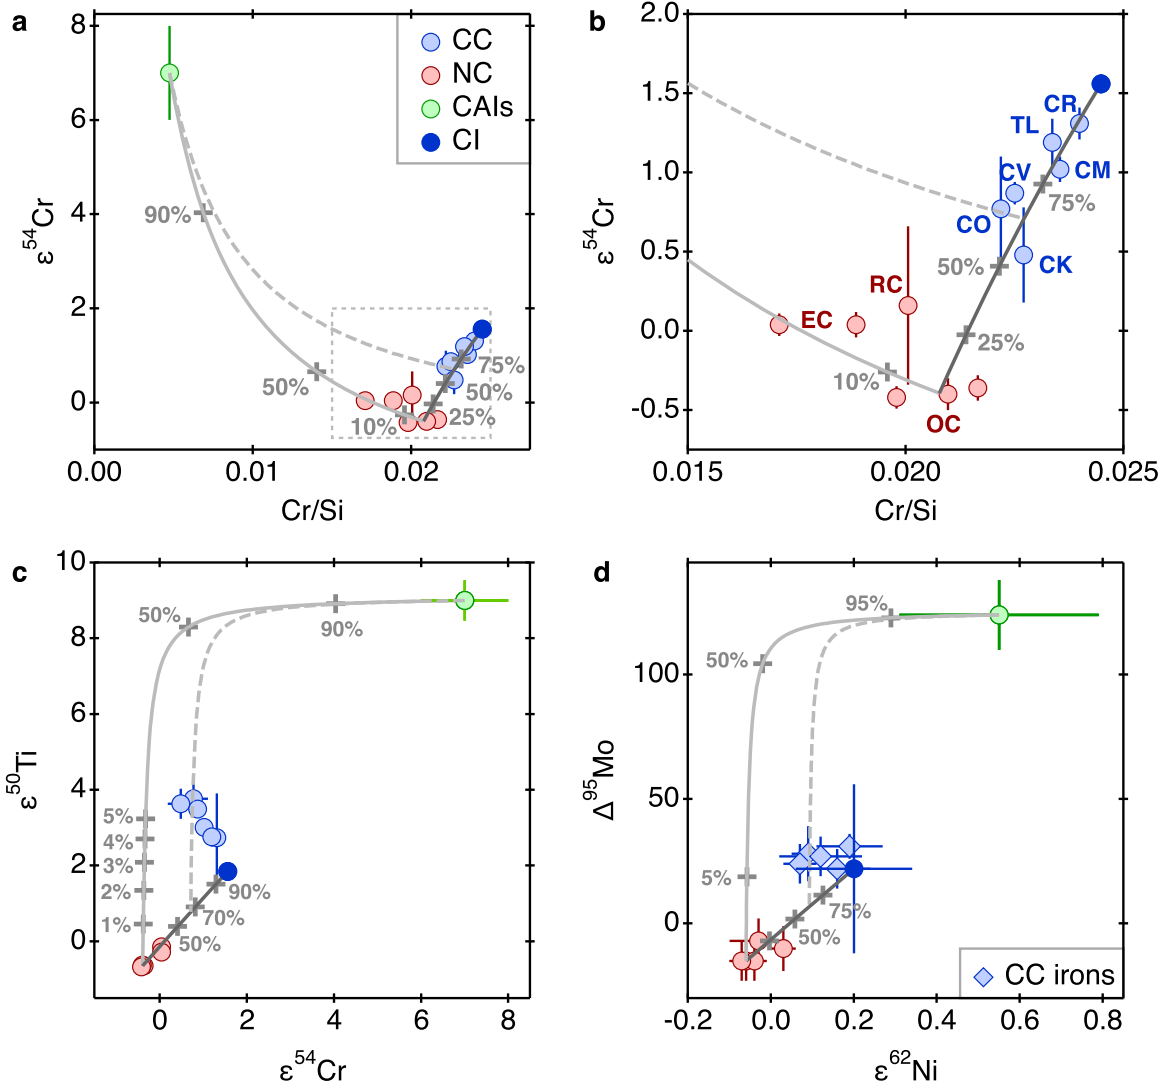 a
8
6
4
2
0
ε54Cr
CC
NC
CAIs
CI
90%
50%
10%
75%
50%
25%
0.00
0.01
0.02
Cr/Si
b
2.0
1.5
1.0
0.5
0.0
-0.5
ε54Cr
CR
TL
CM
CV
75%
CO
50%
CK
RC
EC
25%
10%
OC
0.015
0.020
0.025
Cr/Si
c
10
8
6
4
2
0
ε50Ti
50%
90%
5%
4%
3%
2%
1%
90%
70%
50%
0
2
4
6
8
ε54Cr
d
100
50
0
Δ95Mo
95%
50%
5%
75%
50%
CC irons
-0.2
0.0
0.2
0.4
0.6
0.8
ε62Ni